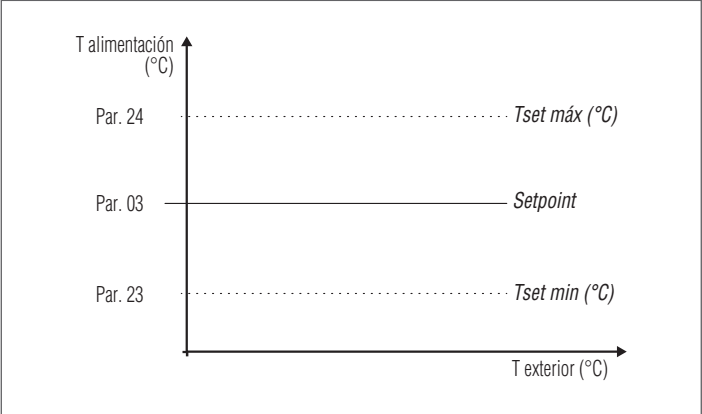 T alimentación
(°C)
Par. 24
Tset máx (°C)
Par. 03
Setpoint
Par. 23
Tset min (°C)
T exterior (°C)